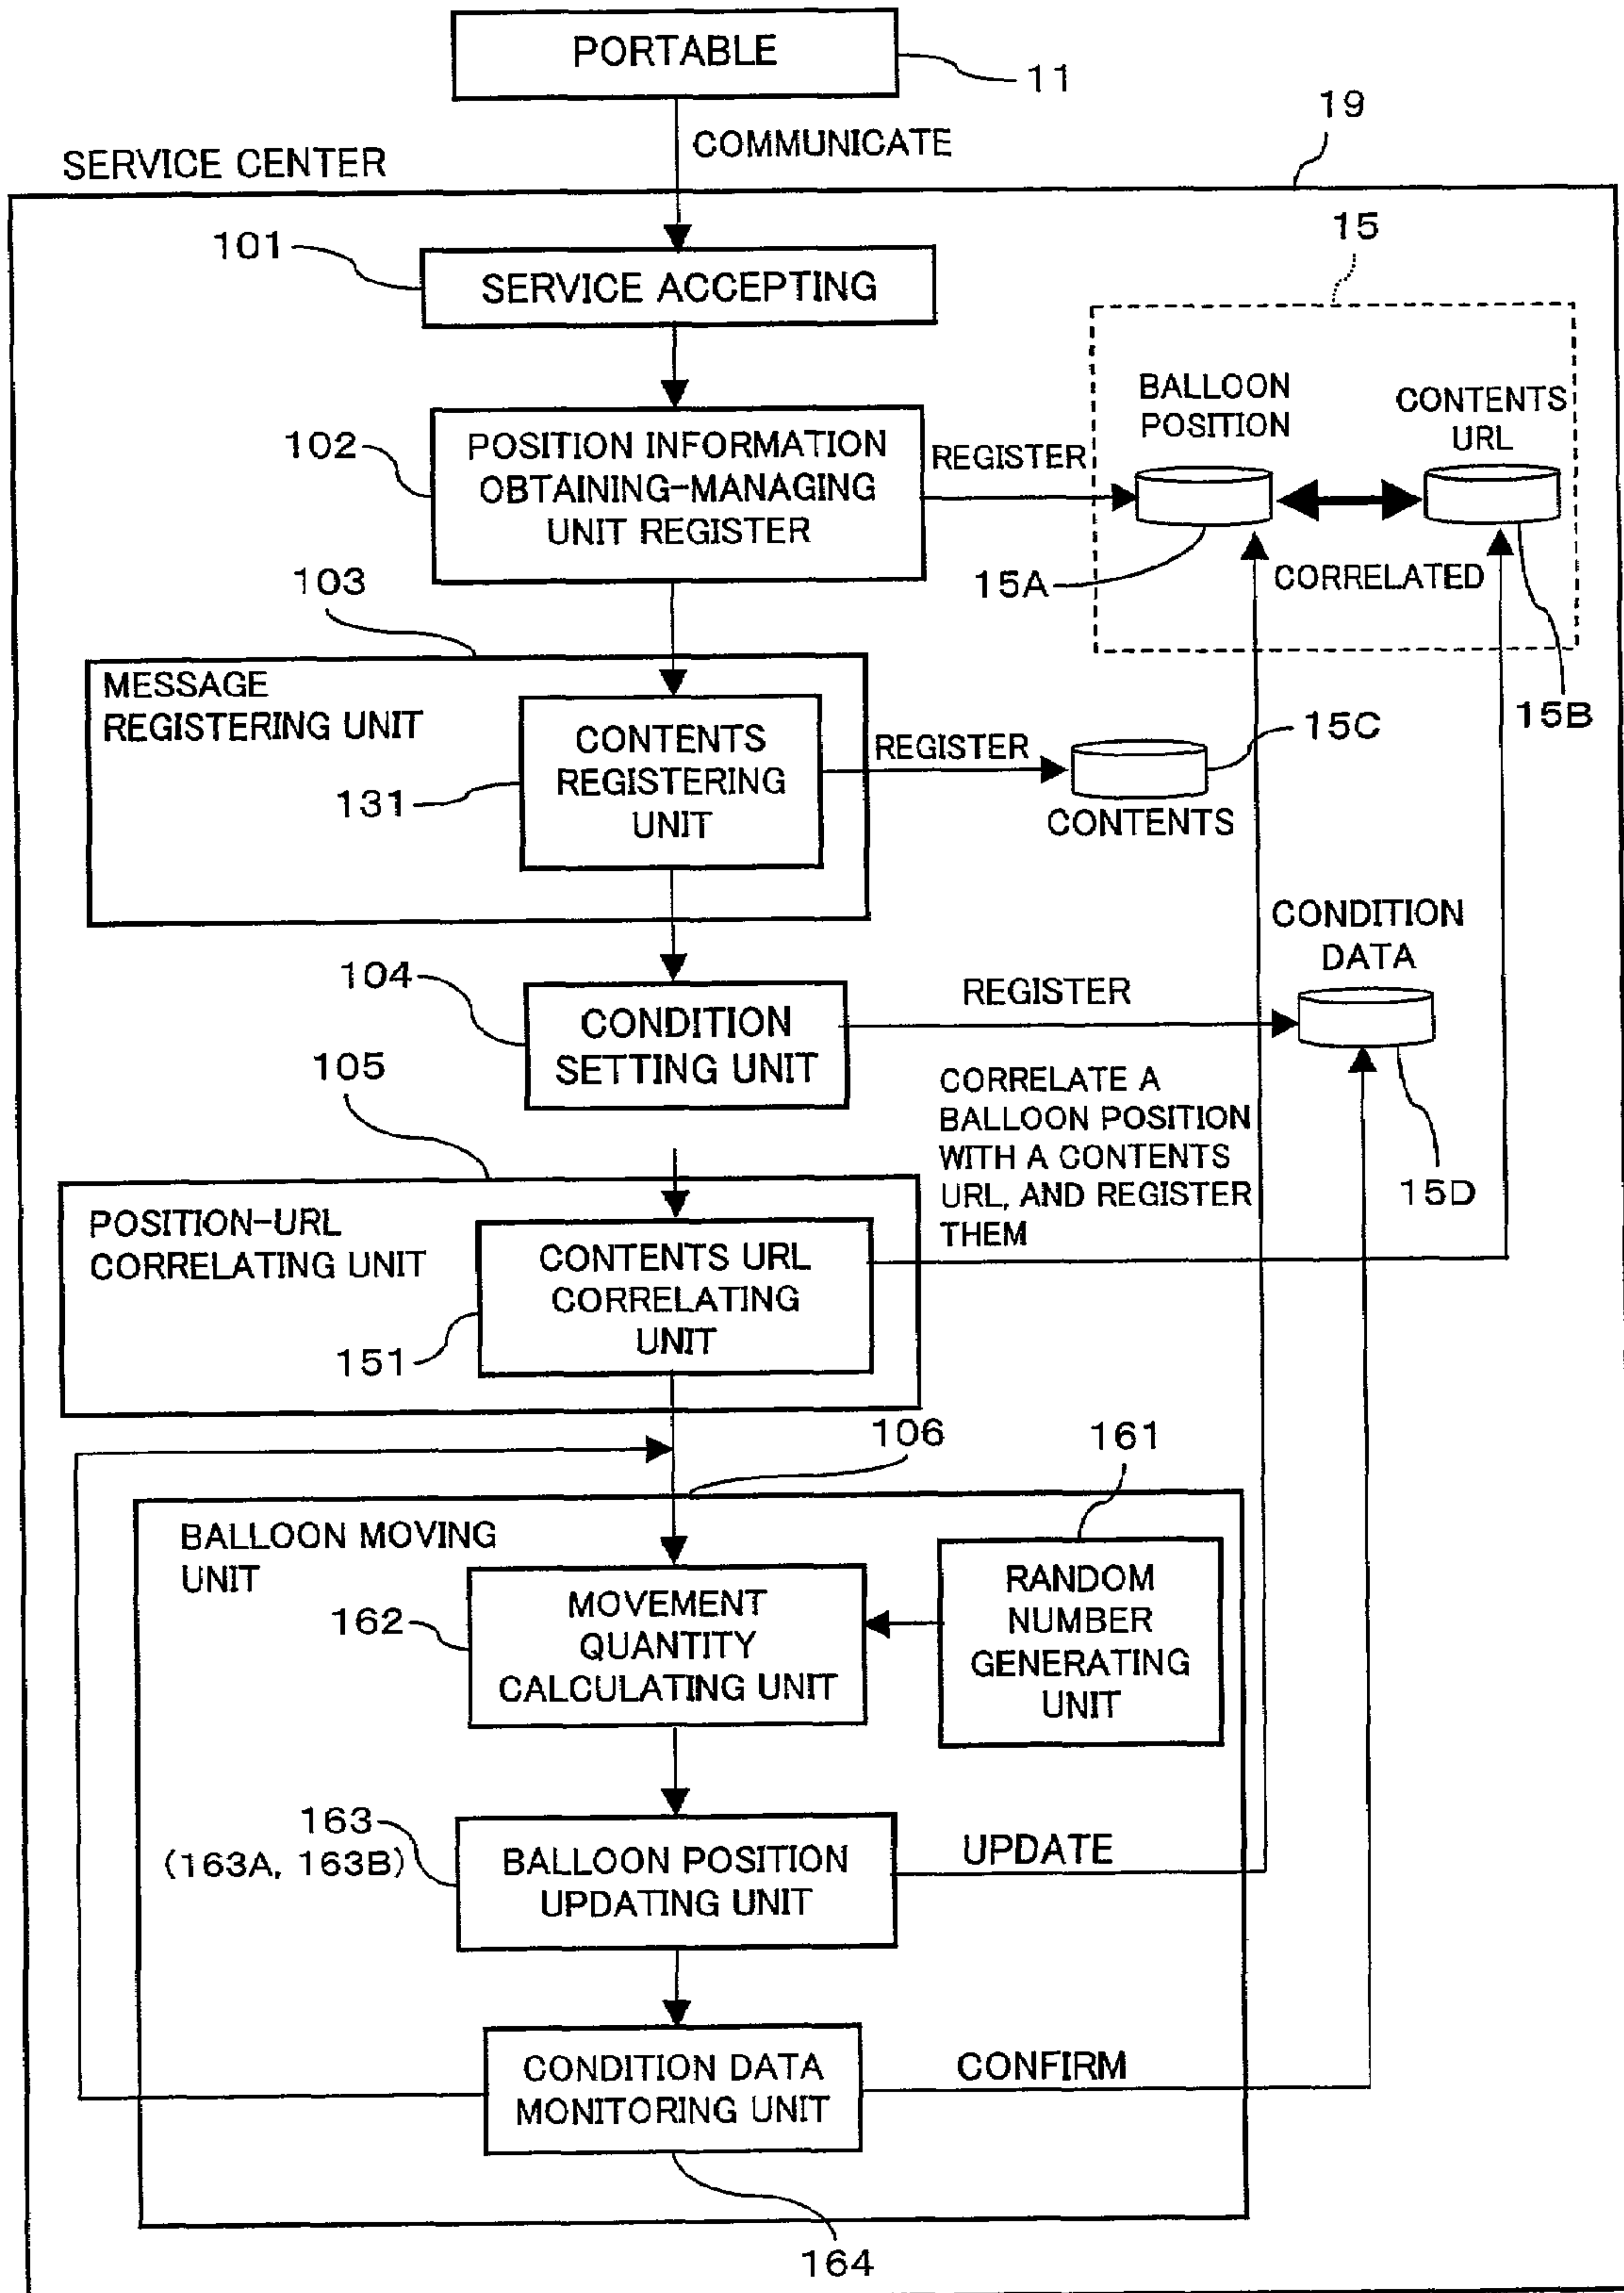 PORTABLE
11
COMMUNICATE
19
SERVICE CENTER
15
101
SERVICE ACCEPTING
BALLOON
POSITION
CONTENTS
URL
102
POSITION INFORMATION
OBTAINING-MANAGING
UNIT REGISTER
REGISTER
15A
CORRELATED
15B
103
MESSAGE
REGISTERING UNIT
CONTENTS
REGISTERING
UNIT
131
REGISTER
15C
CONTENTS
CONDITION
DATA
104
CONDITION
SETTING UNIT
REGISTER
15D
105
CORRELATE A
BALLOON POSITION
WITH A CONTENTS
URL, AND REGISTER
THEM
POSITION-URL
CORRELATING UNIT
CONTENTS URL
CORRELATING
UNIT
151
106
161
BALLOON MOVING
UNIT
162
MOVEMENT
QUANTITY
CALCULATING UNIT
RANDOM
NUMBER
GENERATING
UNIT
163
(163A, 163B)
BALLOON POSITION
UPDATING UNIT
UPDATE
CONDITION DATA
MONITORING UNIT
CONFIRM
164